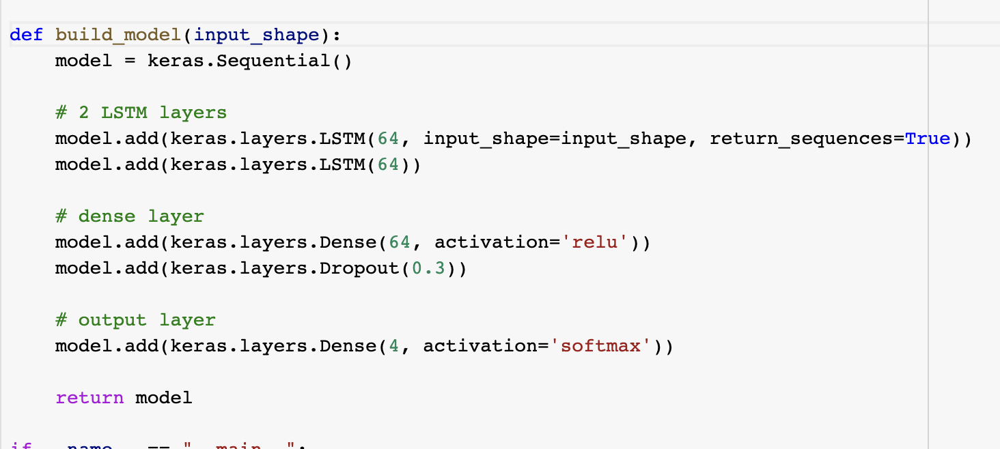 def build_model(input_shape):
    model = keras.Sequential()
    # 2 LSTM layers
    model.add(keras.layers.LSTM(64, input_shape=input_shape, return_sequences=True))
    model.add(keras.layers.LSTM(64))
    # dense layer
    model.add(keras.layers.Dense(64, activation='relu'))
    model.add(keras.layers.Dropout(0.3))
    # output layer
    model.add(keras.layers.Dense(4, activation='softmax'))
    return model
if __name__ == "__main__":